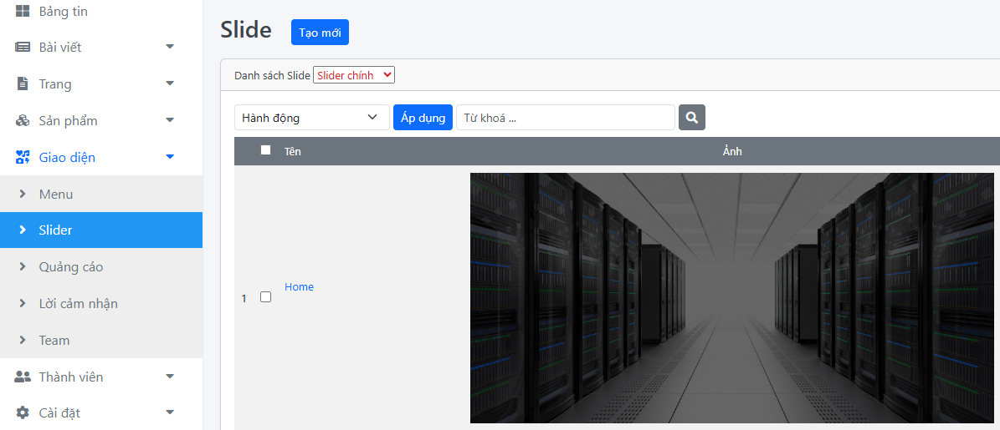 Bảng tin
Bài viết
Trang
Sản phẩm
Giao diện
Menu
Slider
Quảng cáo
Lời cảm nhận
Team
Thành viên
Cài đặt
Slide
Tạo mới
Danh sách Slide Slider chính
Hành động Áp dụng Từ khoá ...
Tên Ảnh
1 Home